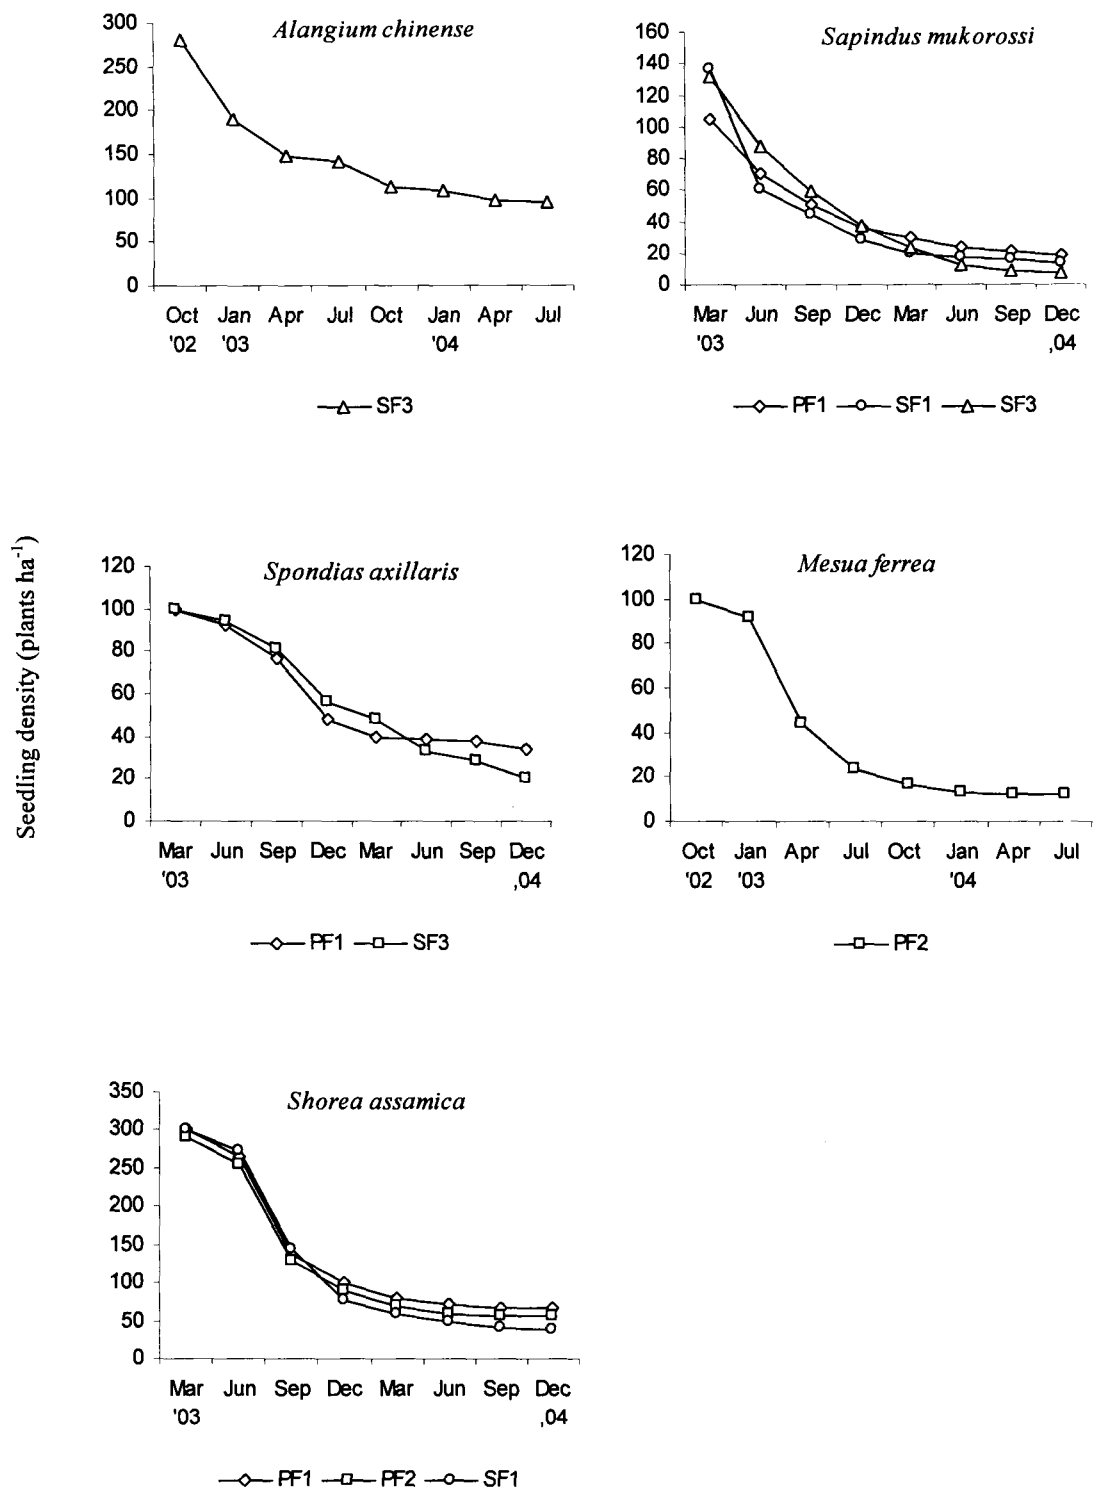 Seedling density (plants ha⁻¹)
Alangium chinense
300
250
200
150
100
50
0
Oct Jan Apr Jul Oct Jan Apr Jul
'02 '03 '04
SF3
Sapindus mukorossi
160
140
120
100
80
60
40
20
0
Mar Jun Sep Dec Mar Jun Sep Dec
'03 ,04
PF1 SF1 SF3
Spondias axillaris
120
100
80
60
40
20
0
Mar Jun Sep Dec Mar Jun Sep Dec
'03 ,04
PF1 SF3
Mesua ferrea
120
100
80
60
40
20
0
Oct Jan Apr Jul Oct Jan Apr Jul
'02 '03 '04
PF2
Shorea assamica
350
300
250
200
150
100
50
0
Mar Jun Sep Dec Mar Jun Sep Dec
'03 ,04
PF1 PF2 SF1